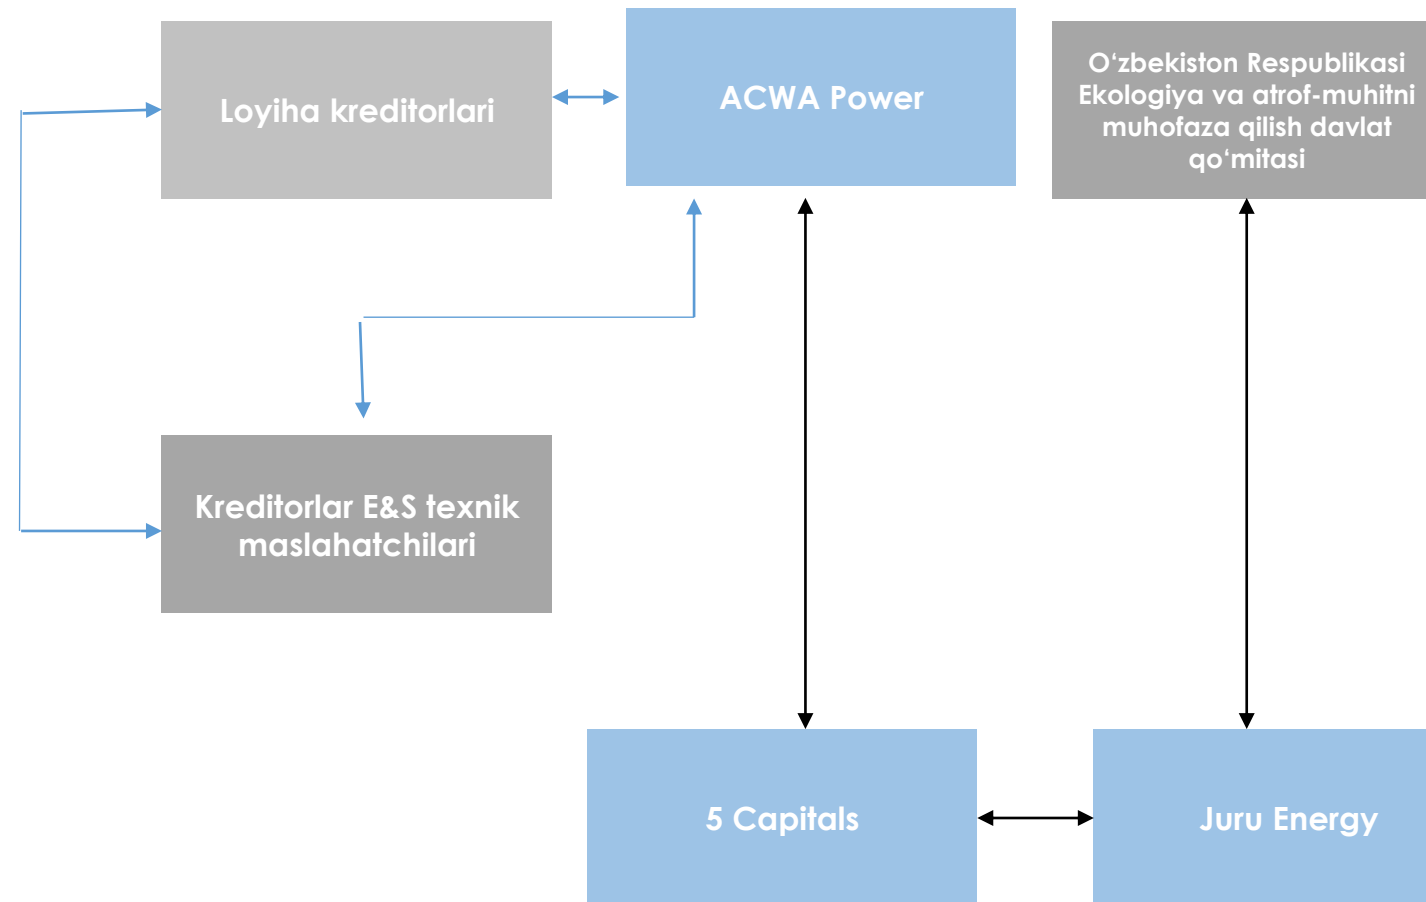 Loyiha kreditorlari
ACWA Power
O‘zbekiston Respublikasi
Ekologiya va atrof-muhitni
muhofaza qilish davlat
qo‘mitasi
Kreditorlar E&S texnik
maslahatchilari
5 Capitals
Juru Energy